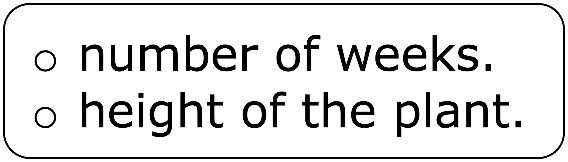 ○ number of weeks.
○ height of the plant.